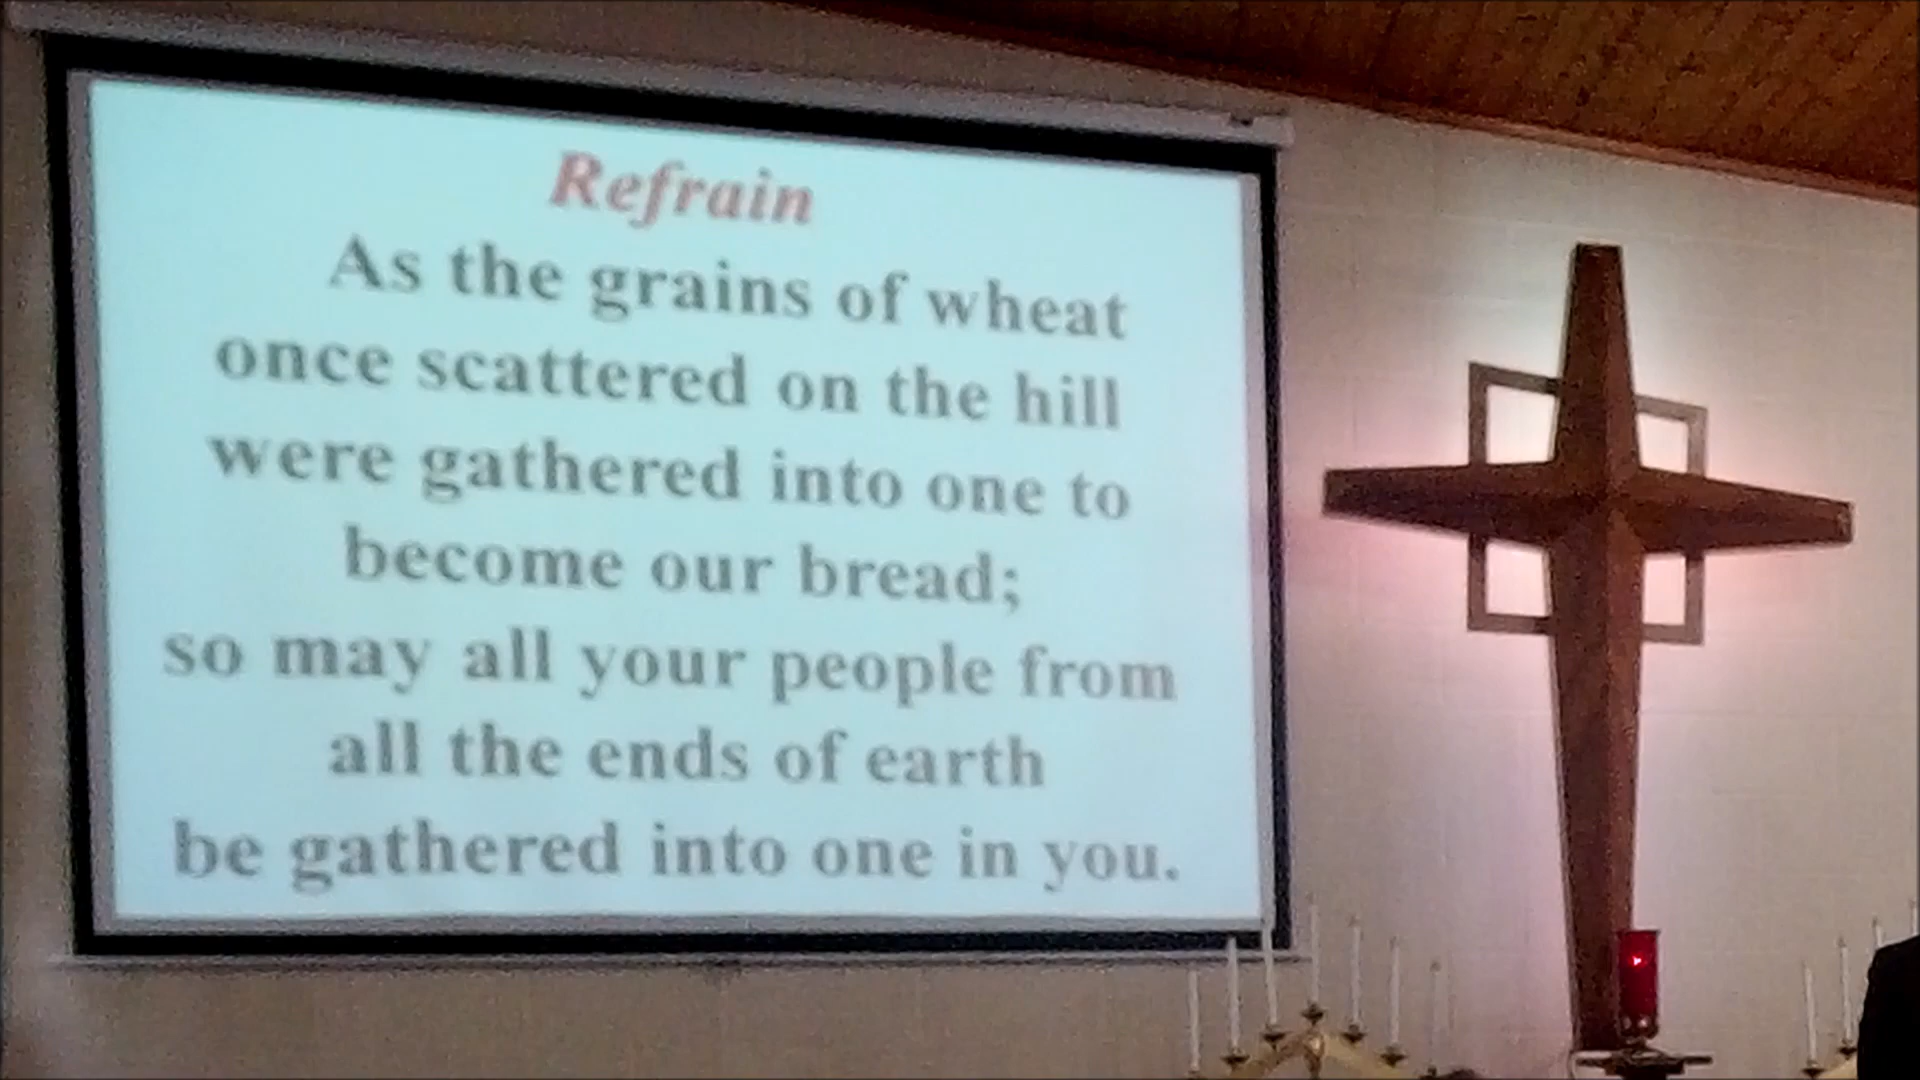 Refrain
As the grains of wheat
once scattered on the hill
were gathered into one to
become our bread;
so may all your people from
all the ends of earth
be gathered into one in you.